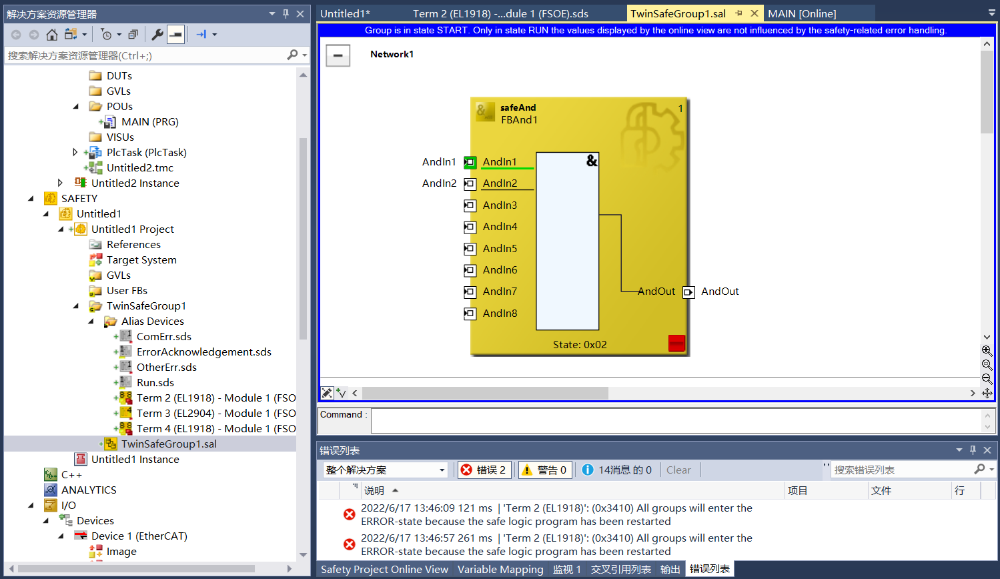 解决方案资源管理器
搜索解决方案资源管理器(Ctrl+;)
DUTs
GVLs
POUs
MAIN (PRG)
VISUs
PlcTask (PlcTask)
Untitled2.tmc
Untitled2 Instance
SAFETY
Untitled1
Untitled1 Project
References
Target System
GVLs
User FBs
TwinSafeGroup1
Alias Devices
ComErr.sds
ErrorAcknowledgement.sds
OtherErr.sds
Run.sds
Term 2 (EL1918) - Module 1 (FSO
Term 3 (EL2904) - Module 1 (FSO
Term 4 (EL1918) - Module 1 (FSO
TwinSafeGroup1.sal
Untitled1 Instance
C++
ANALYTICS
I/O
Devices
Device 1 (EtherCAT)
Image
Untitled1*
Term 2 (EL1918) -...dule 1 (FSOE).sds
TwinSafeGroup1.sal
MAIN [Online]
Group is in state START. Only in state RUN the values displayed by the online view are not influenced by the safety-related error handling.
Network1
safeAnd
1
FBAnd1
&
AndIn1 AndIn1
AndIn2 AndIn2
AndIn3
AndIn4
AndIn5
AndIn6
AndIn7
AndIn8
AndOut AndOut
State: 0x02
Command :
错误列表
整个解决方案
错误 2
警告 0
14消息 的 0
Clear
搜索错误列表
说明 项目 文件 行
2022/6/17 13:46:09 121 ms | 'Term 2 (EL1918)': (0x3410) All groups will enter the
ERROR-state because the safe logic program has been restarted
2022/6/17 13:46:57 261 ms | 'Term 2 (EL1918)': (0x3410) All groups will enter the
ERROR-state because the safe logic program has been restarted
Safety Project Online View Variable Mapping 监视 1 交叉引用列表 输出 错误列表